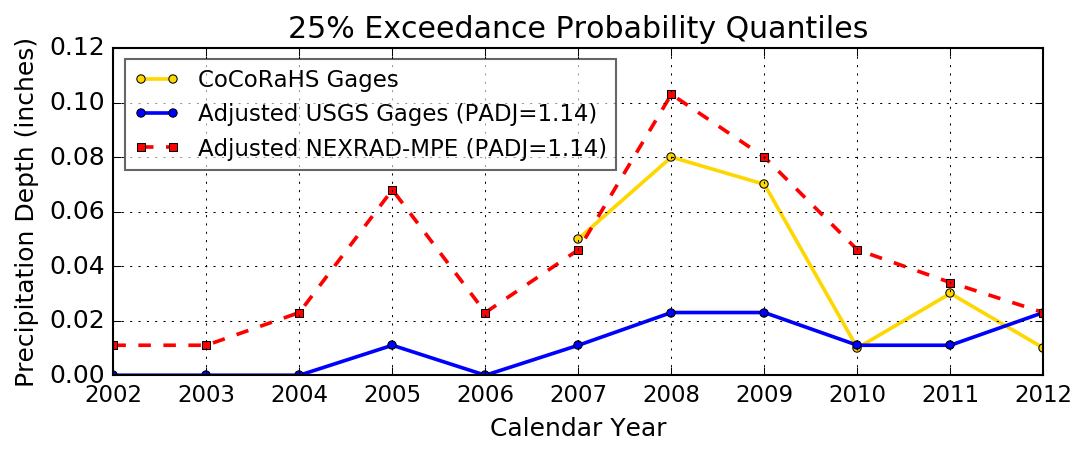 25% Exceedance Probability Quantiles
Precipitation Depth (inches)
0.12
0.10
0.08
0.06
0.04
0.02
0.00
CoCoRaHS Gages
Adjusted USGS Gages (PADJ=1.14)
Adjusted NEXRAD-MPE (PADJ=1.14)
2002 2003 2004 2005 2006 2007 2008 2009 2010 2011 2012
Calendar Year